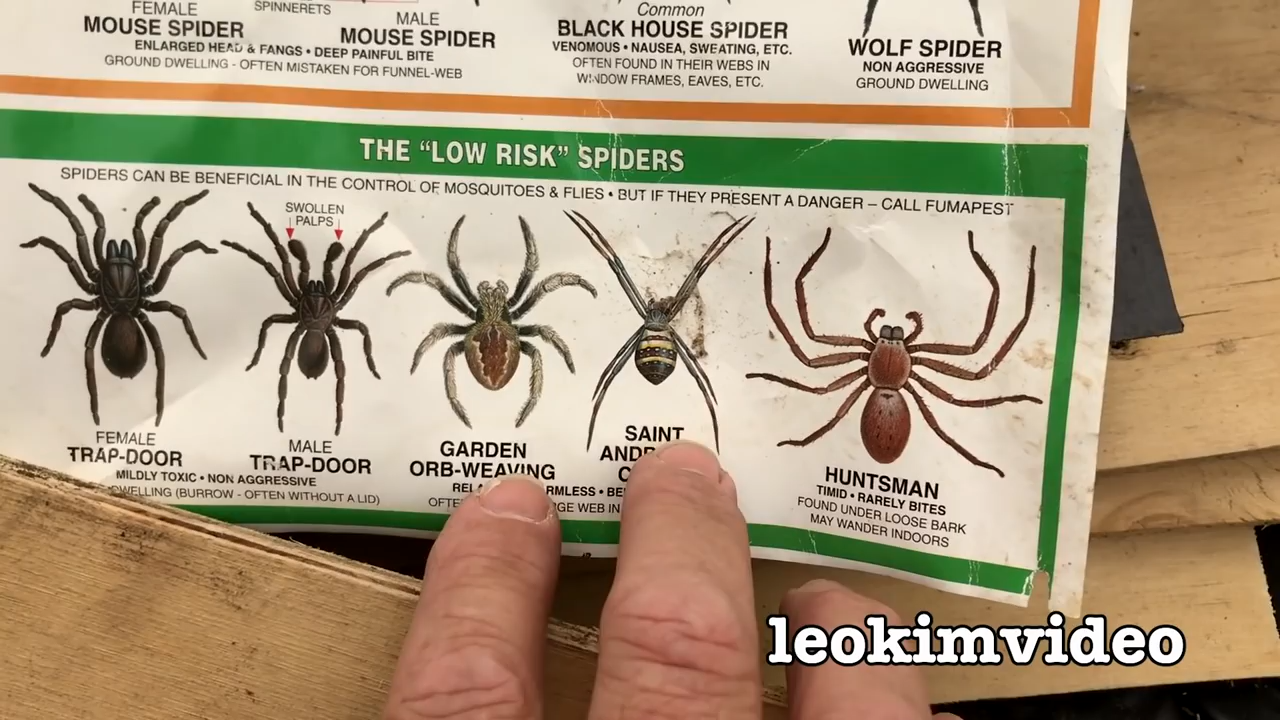 FEMALE
MOUSE SPIDER
SPINNERETS
MALE
MOUSE SPIDER
ENLARGED HEAD & FANGS • DEEP PAINFUL BITE
GROUND DWELLING - OFTEN MISTAKEN FOR FUNNEL-WEB
Common
BLACK HOUSE SPIDER
VENOMOUS • NAUSEA, SWEATING, ETC.
OFTEN FOUND IN THEIR WEBS IN
WINDOW FRAMES, EAVES, ETC.
WOLF SPIDER
NON AGGRESSIVE
GROUND DWELLING
THE “LOW RISK” SPIDERS
SPIDERS CAN BE BENEFICIAL IN THE CONTROL OF MOSQUITOES & FLIES • BUT IF THEY PRESENT A DANGER – CALL FUMAPEST
SWOLLEN
PALPS
FEMALE
TRAP-DOOR
MALE
TRAP-DOOR
MILDLY TOXIC • NON AGGRESSIVE
DWELLING (BURROW - OFTEN WITHOUT A LID)
GARDEN
ORB-WEAVING
SAINT
HUNTSMAN
TIMID • RARELY BITES
FOUND UNDER LOOSE BARK
MAY WANDER INDOORS
leokimvideo